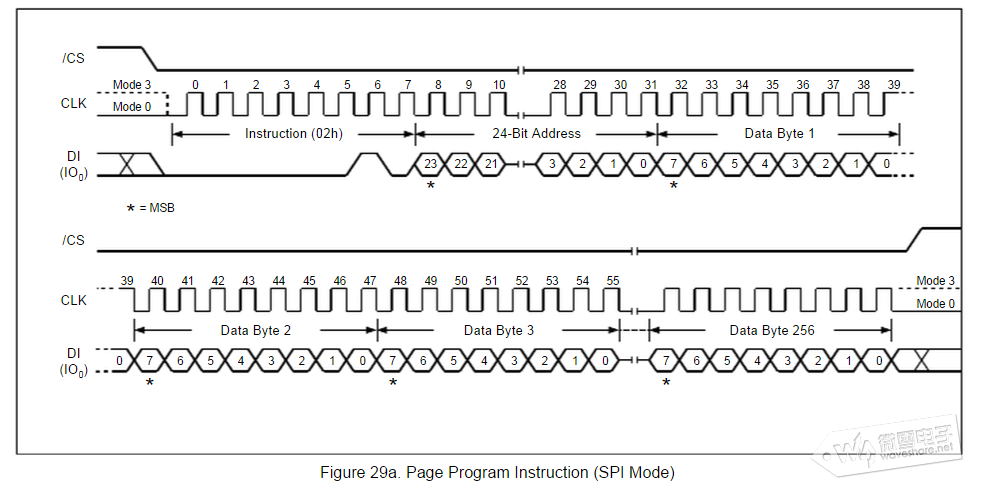 /CS
Mode 3 0 1 2 3 4 5 6 7 8 9 10 28 29 30 31 32 33 34 35 36 37 38 39
CLK Mode 0
Instruction (02h) 24-Bit Address Data Byte 1
DI
(IO0) 23 22 21 3 2 1 0 7 6 5 4 3 2 1 0
* *
* = MSB
/CS
39 40 41 42 43 44 45 46 47 48 49 50 51 52 53 54 55 Mode 3
CLK Mode 0
Data Byte 2 Data Byte 3 Data Byte 256
DI
(IO0) 0 7 6 5 4 3 2 1 0 7 6 5 4 3 2 1 0 7 6 5 4 3 2 1 0
* * *
微雪电子
waveshare.net
Figure 29a. Page Program Instruction (SPI Mode)